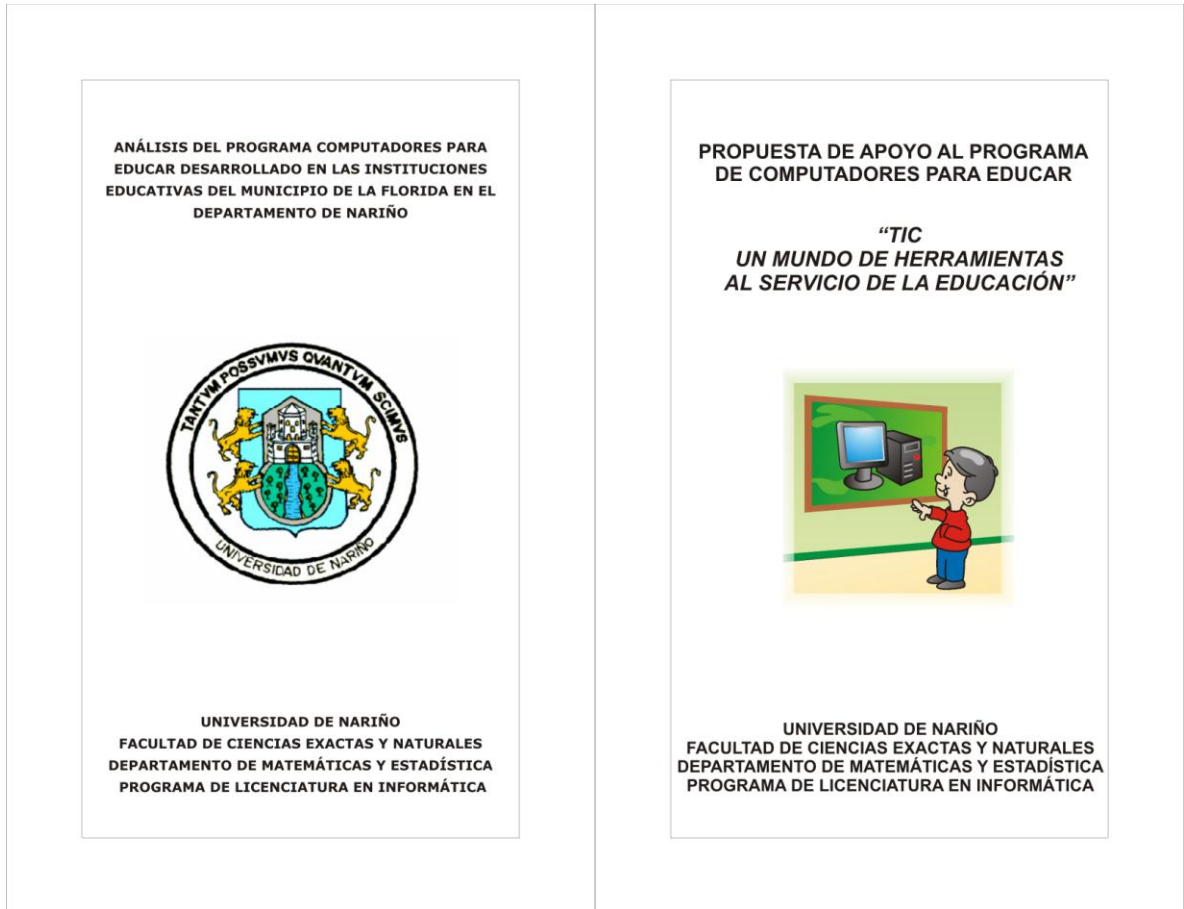 ANÁLISIS DEL PROGRAMA COMPUTADORES PARA
EDUCAR DESARROLLADO EN LAS INSTITUCIONES
EDUCATIVAS DEL MUNICIPIO DE LA FLORIDA EN EL
DEPARTAMENTO DE NARIÑO
TANTVM POSSVMVS QVANTVM SCIMVS
UNIVERSIDAD DE NARIÑO
UNIVERSIDAD DE NARIÑO
FACULTAD DE CIENCIAS EXACTAS Y NATURALES
DEPARTAMENTO DE MATEMÁTICAS Y ESTADÍSTICA
PROGRAMA DE LICENCIATURA EN INFORMÁTICA
PROPUESTA DE APOYO AL PROGRAMA
DE COMPUTADORES PARA EDUCAR
“TIC
UN MUNDO DE HERRAMIENTAS
AL SERVICIO DE LA EDUCACIÓN”
UNIVERSIDAD DE NARIÑO
FACULTAD DE CIENCIAS EXACTAS Y NATURALES
DEPARTAMENTO DE MATEMÁTICAS Y ESTADÍSTICA
PROGRAMA DE LICENCIATURA EN INFORMÁTICA